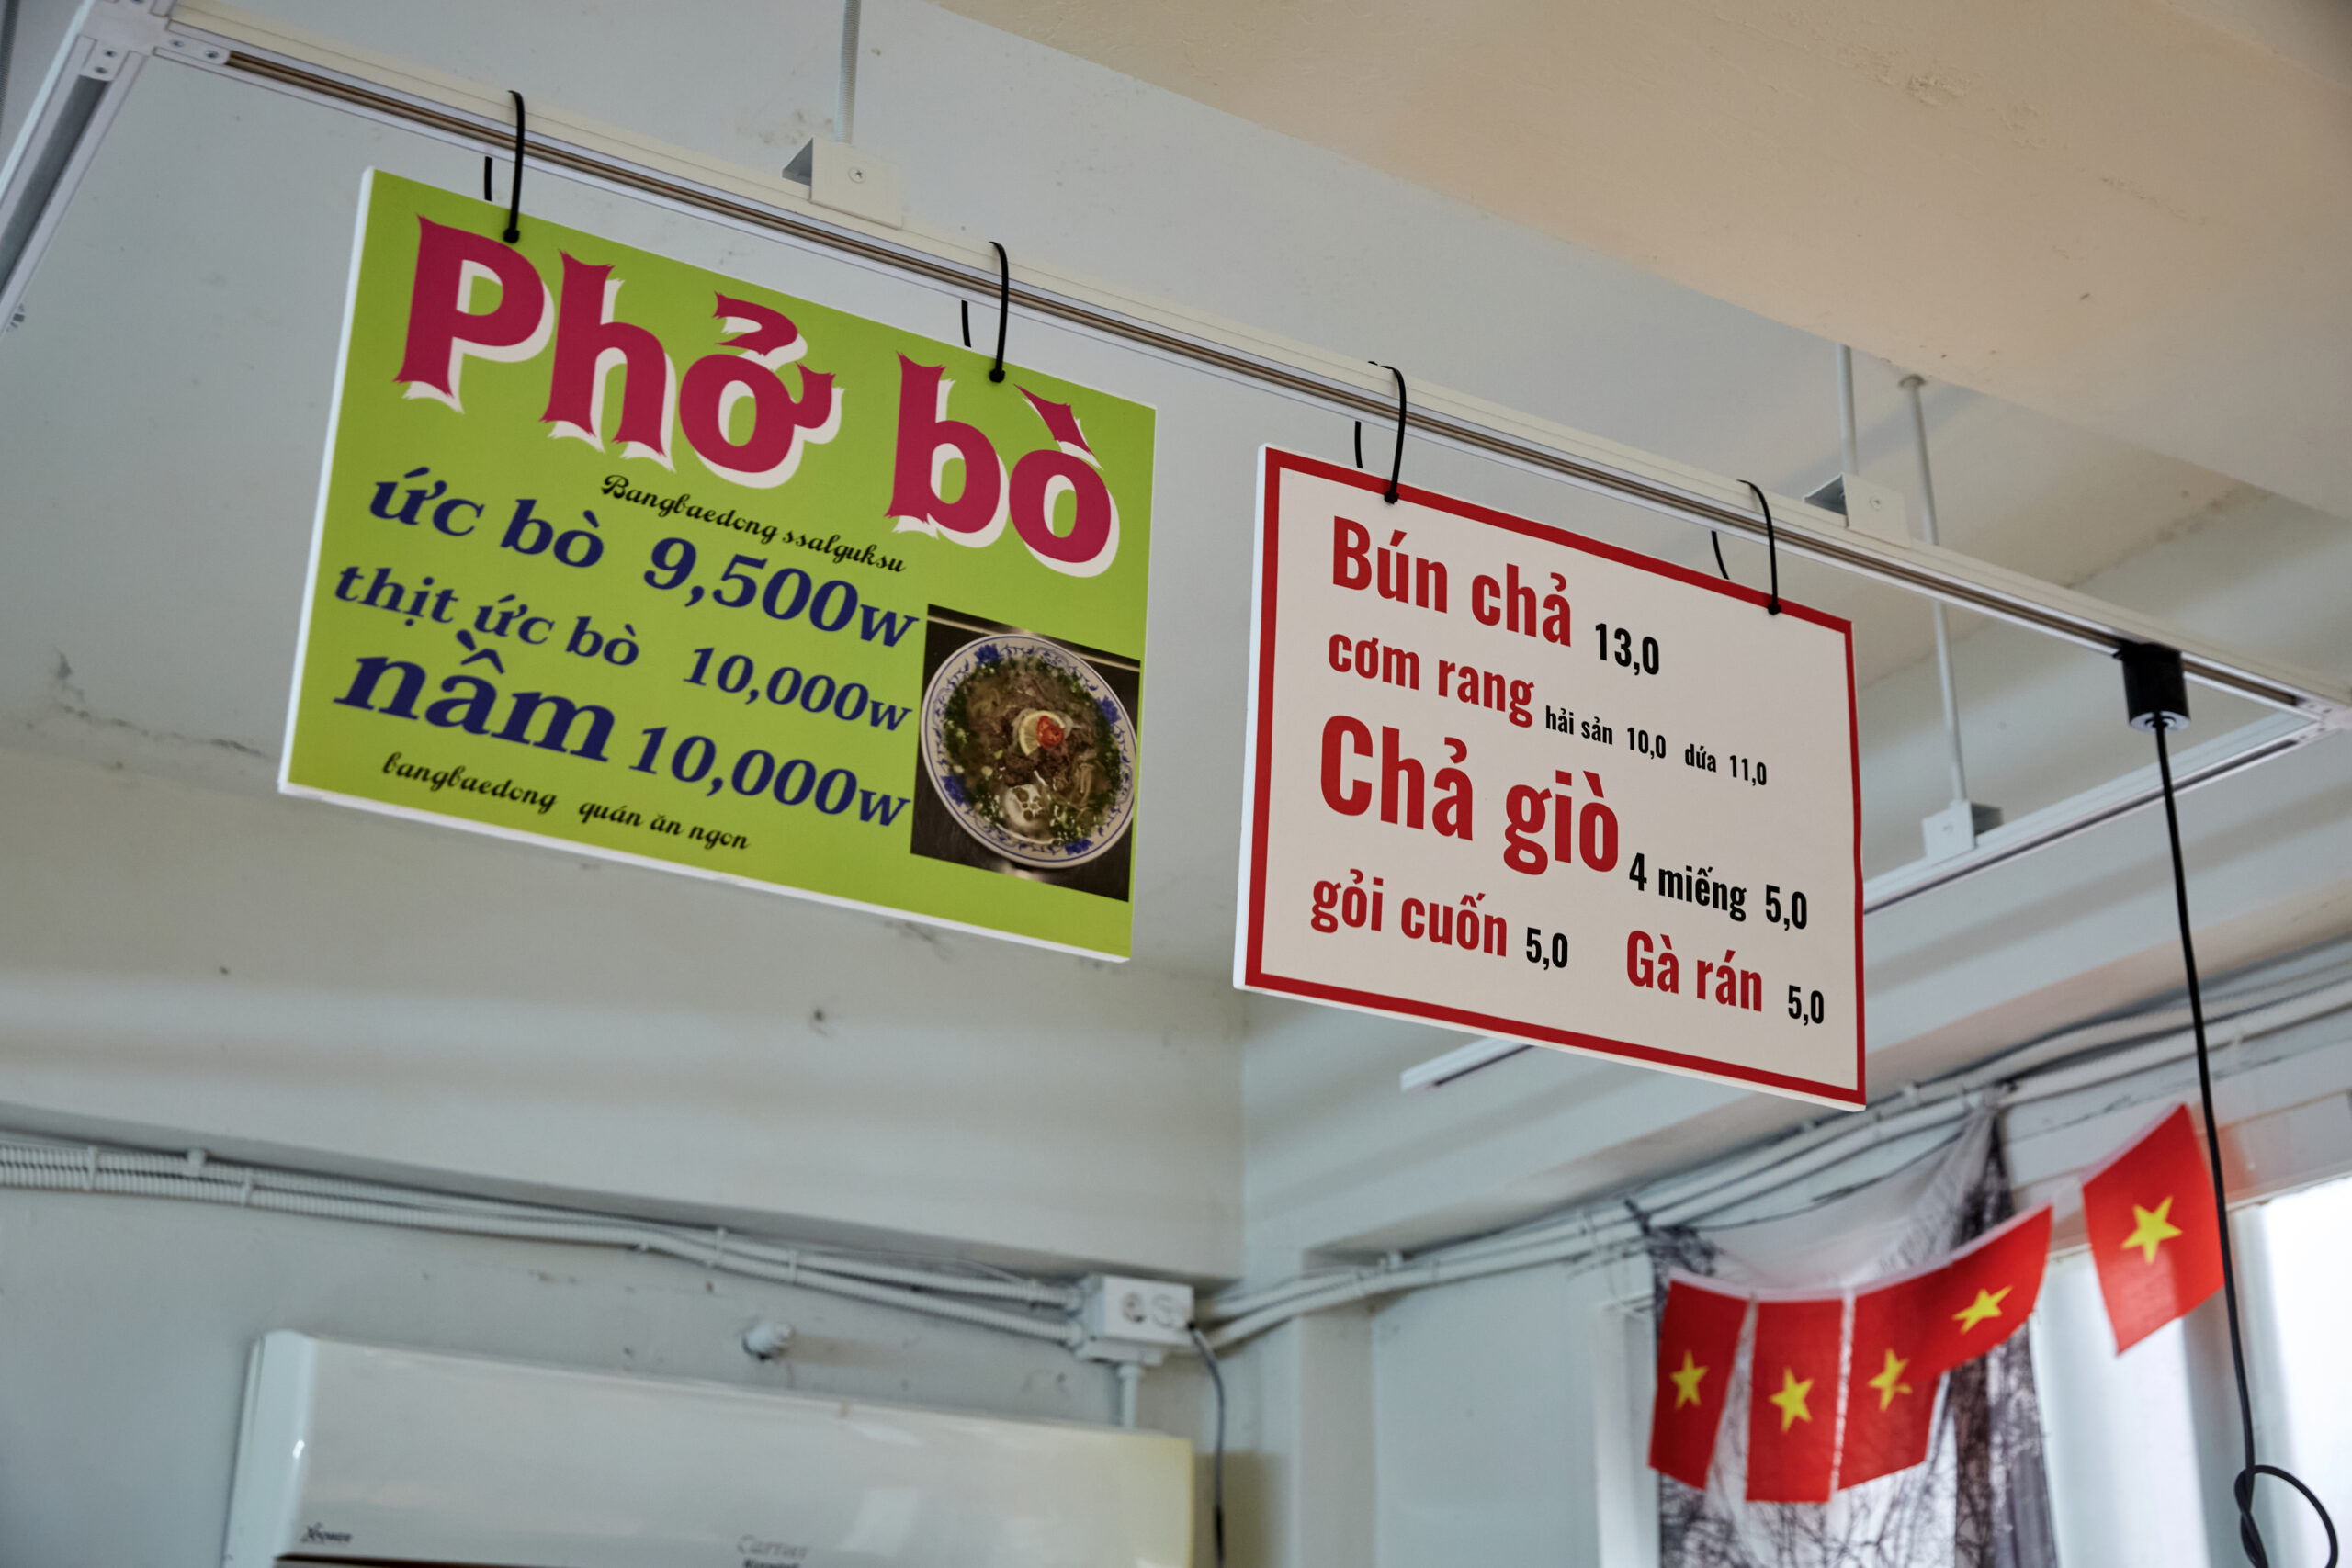 Phở bò
Bangbaedong ssalguksu
ức bò 9,500w
thịt ức bò 10,000w
nầm 10,000w
bangbaedong quán ăn ngon
Bún chả 13,0
cơm rang hải sản 10,0 dứa 11,0
Chả giò 4 miếng 5,0
gỏi cuốn 5,0 Gà rán 5,0
Carrier